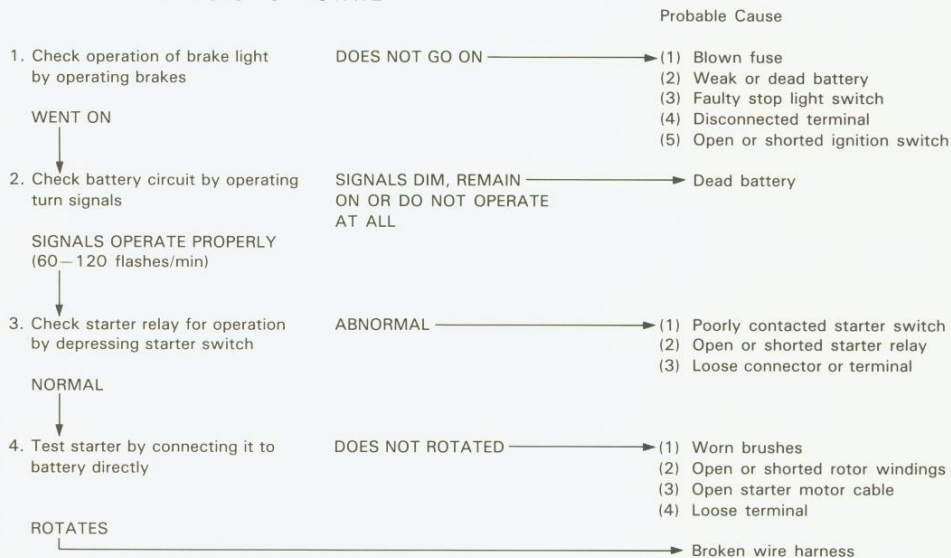 Probable Cause
1. Check operation of brake light
by operating brakes
DOES NOT GO ON
(1) Blown fuse
(2) Weak or dead battery
(3) Faulty stop light switch
(4) Disconnected terminal
(5) Open or shorted ignition switch
WENT ON
2. Check battery circuit by operating
turn signals
SIGNALS DIM, REMAIN
ON OR DO NOT OPERATE
AT ALL
Dead battery
SIGNALS OPERATE PROPERLY
(60—120 flashes/min)
3. Check starter relay for operation
by depressing starter switch
ABNORMAL
(1) Poorly contacted starter switch
(2) Open or shorted starter relay
(3) Loose connector or terminal
NORMAL
4. Test starter by connecting it to
battery directly
DOES NOT ROTATED
(1) Worn brushes
(2) Open or shorted rotor windings
(3) Open starter motor cable
(4) Loose terminal
ROTATES
Broken wire harness